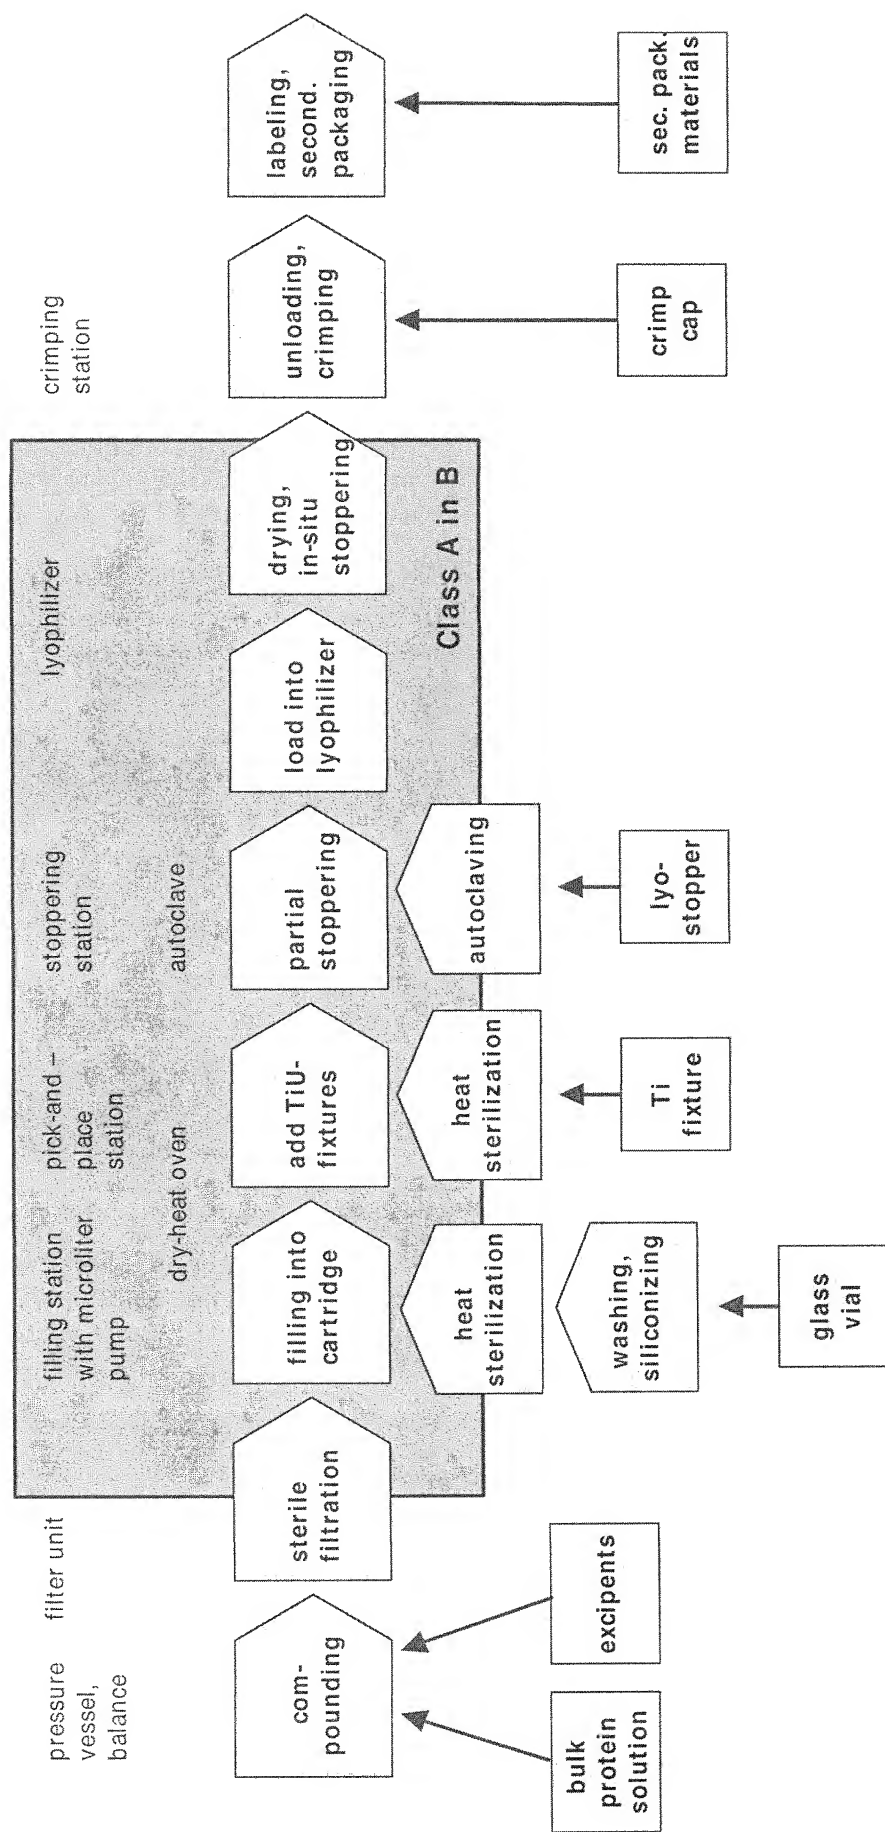 pressure
vessel,
balance
filter unit
filling station
with microliter
pump
pick-and –
place
station
stoppering
station
lyophilizer
crimping
station
dry-heat oven
autoclave
com-
pounding
sterile
filtration
filling into
cartridge
add TiU-
fixtures
partial
stoppering
load into
lyophilizer
drying,
in-situ
stoppering
unloading,
crimping
labeling,
second.
packaging
Class A in B
heat
sterilization
heat
sterilization
autoclaving
washing,
siliconizing
bulk
protein
solution
excipents
glass
vial
Ti
fixture
lyo-
stopper
crimp
cap
sec. pack.
materials